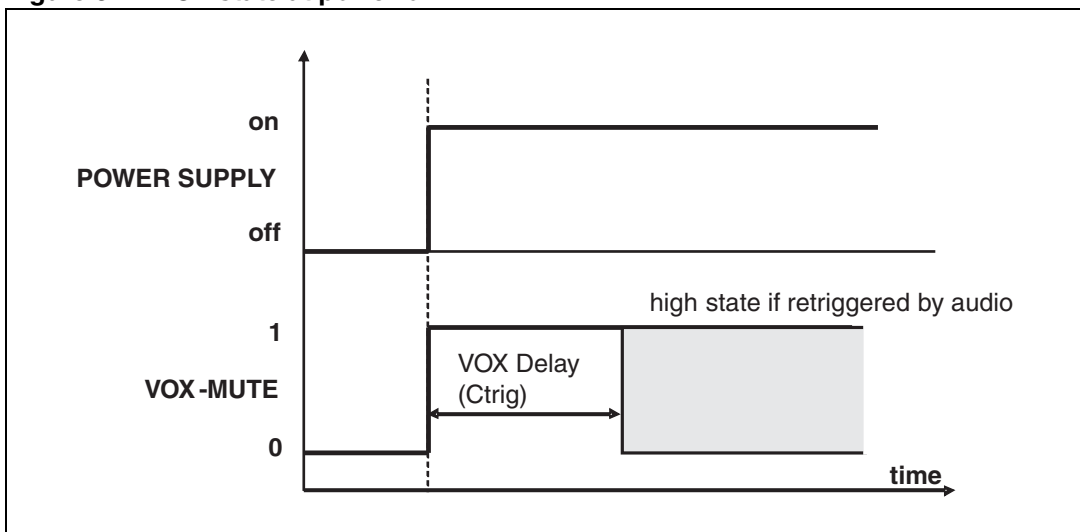 on
POWER SUPPLY
off
high state if retriggered by audio
1
VOX Delay
(Ctrig)
VOX-MUTE
0
time